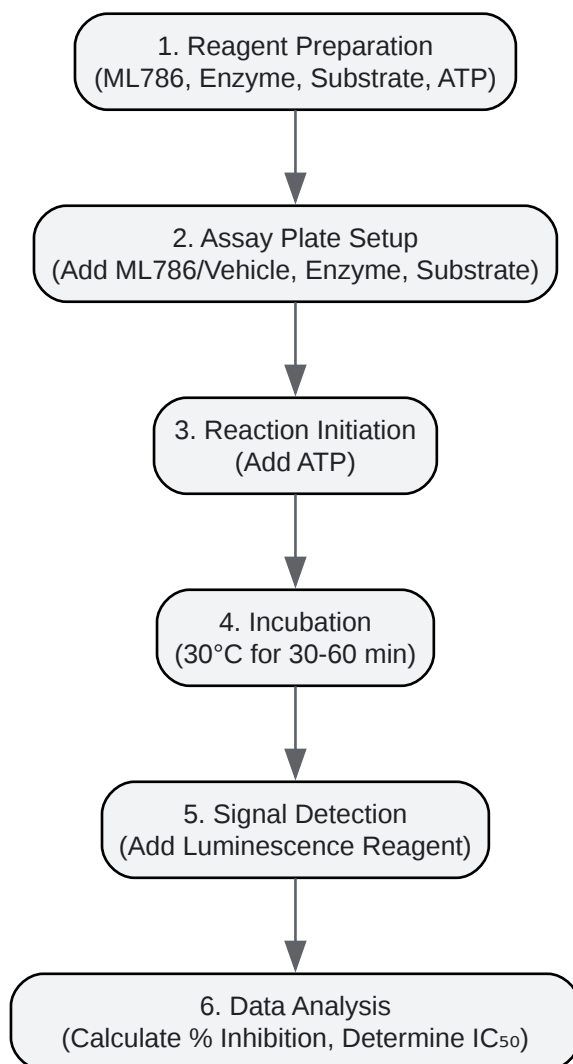 1. Reagent Preparation
(ML786, Enzyme, Substrate, ATP)
2. Assay Plate Setup
(Add ML786/Vehicle, Enzyme, Substrate)
3. Reaction Initiation
(Add ATP)
4. Incubation
(30°C for 30-60 min)
5. Signal Detection
(Add Luminescence Reagent)
6. Data Analysis
(Calculate % Inhibition, Determine IC₅₀)